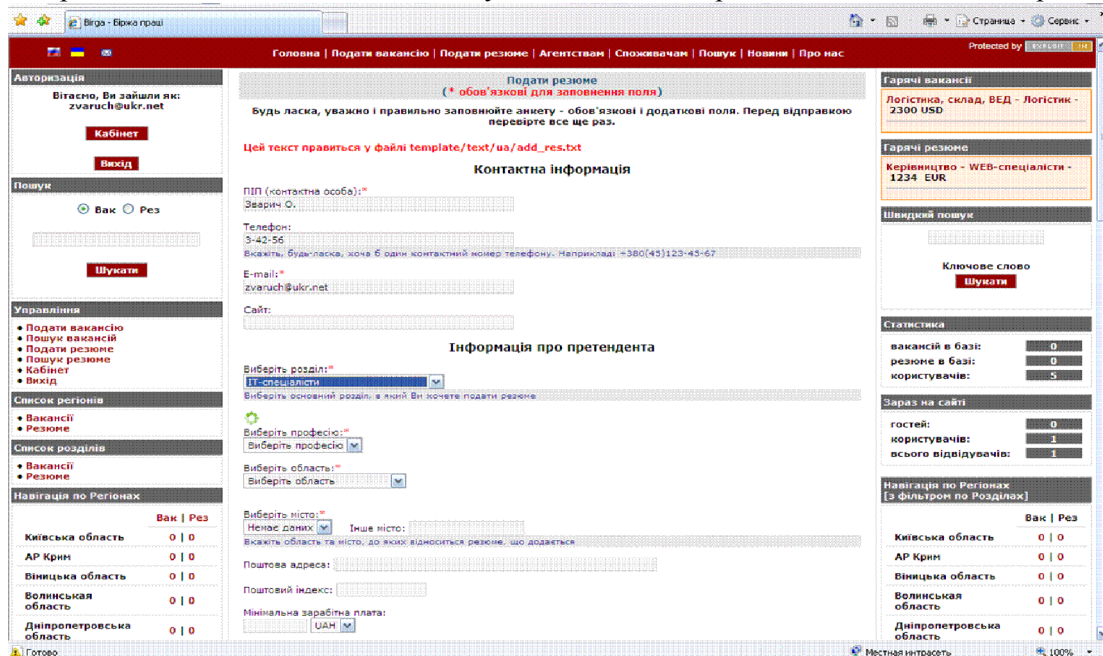 Birga - Біржа праці
Страница
Сервис
Головна | Подати вакансію | Подати резюме | Агентствам | Споживачам | Пошук | Новини | Про нас
Protected by
Авторизація
Вітаємо, Ви зайшли як:
zvaruch@ukr.net
Кабінет
Вихід
Пошук
Вак Рез
Шукати
Управління
• Подати вакансію
• Пошук вакансій
• Подати резюме
• Пошук резюме
• Кабінет
• Вихід
Список регіонів
• Вакансії
• Резюме
Список розділів
• Вакансії
• Резюме
Навігація по Регіонах
Вак | Рез
Київська область 0 | 0
АР Крим 0 | 0
Віницька область 0 | 0
Волинськая
область 0 | 0
Дніпропетровська
область 0 | 0
Подати резюме
(* обов'язкові для заповнення поля)
Будь ласка, уважно і правильно заповнюйте анкету - обов'язкові і додаткові поля. Перед відправкою
перевірте все ще раз.
Цей текст правиться у файлі template/text/ua/add_res.txt
Контактна інформація
ПІП (контактна особа):*
Зварич О.
Телефон:
3-42-56
Вкажіть, будь-ласка, хоча б один контактний номер телефону. Наприклад: +380(45)123-45-67
E-mail:*
zvaruch@ukr.net
Сайт:
Інформація про претендента
Виберіть розділ:*
IT-спеціалісти
Виберіть основний розділ, в який Ви хочете подати резюме
Виберіть професію:*
Виберіть професію
Виберіть область:*
Виберіть область
Виберіть місто:*
Немає даних Інше місто:
Вкажіть область та місто, до яких відноситься резюме, що додається
Поштова адреса:
Поштовий індекс:
Мінімальна заробітна плата:
UAH
Гарячі вакансії
Логістика, склад, ВЕД - Логістик -
2300 USD
Гарячі резюме
Керівництво - WEB-спеціалісти -
1234 EUR
Швидкий пошук
Ключове слово
Шукати
Статистика
вакансій в базі: 0
резюме в базі: 0
користувачів: 5
Зараз на сайті
гостей: 0
користувачів: 1
всього відвідувачів: 1
Навігація по Регіонах
[з фільтром по Розділах]
Вак | Рез
Київська область 0 | 0
АР Крим 0 | 0
Віницька область 0 | 0
Волинськая
область 0 | 0
Дніпропетровська
область 0 | 0
Готово
Местная интрасеть
100%